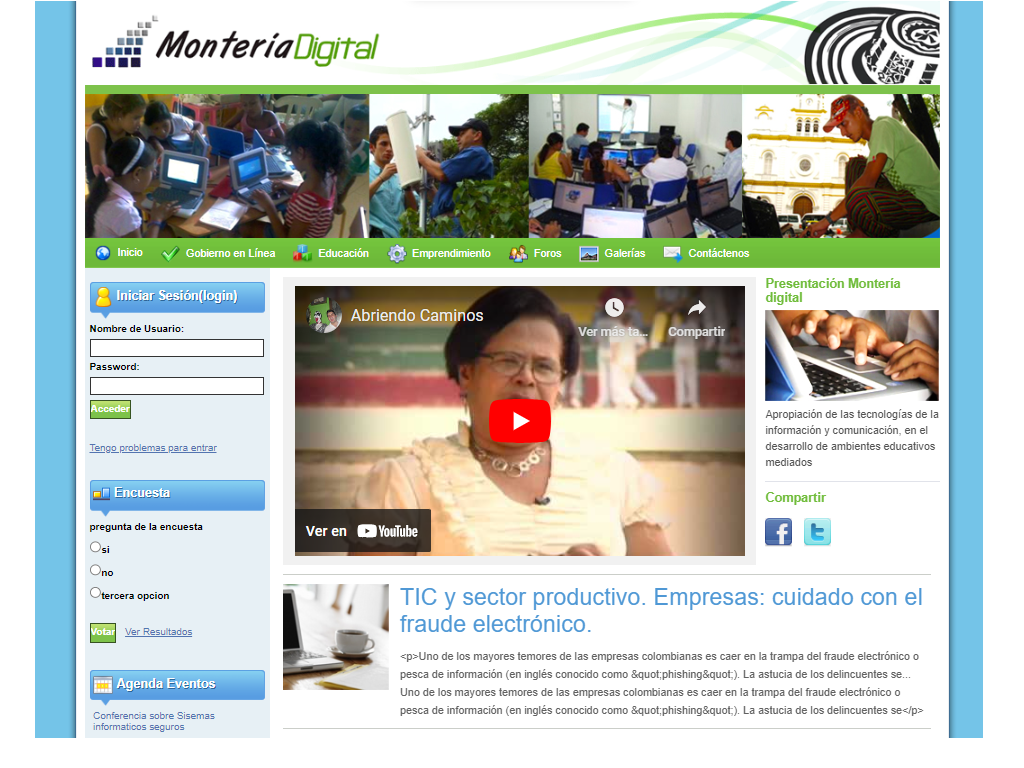 MonteríaDigital
Inicio
Gobierno en Línea
Educación
Emprendimiento
Foros
Galerías
Contáctenos
Iniciar Sesión(login)
Nombre de Usuario:
Password:
Acceder
Tengo problemas para entrar
Encuesta
pregunta de la encuesta
si
no
tercera opcion
Votar
Ver Resultados
Agenda Eventos
Conferencia sobre Sisemas
informaticos seguros
Abriendo Caminos
Ver más ta...
Compartir
Ver en YouTube
TIC y sector productivo. Empresas: cuidado con el
fraude electrónico.
<p>Uno de los mayores temores de las empresas colombianas es caer en la trampa del fraude electrónico o
pesca de información (en inglés conocido como &quot;phishing&quot;). La astucia de los delincuentes se...
Uno de los mayores temores de las empresas colombianas es caer en la trampa del fraude electrónico o
pesca de información (en inglés conocido como &quot;phishing&quot;). La astucia de los delincuentes se</p>
Presentación Montería
digital
Apropiación de las tecnologías de la
información y comunicación, en el
desarrollo de ambientes educativos
mediados
Compartir